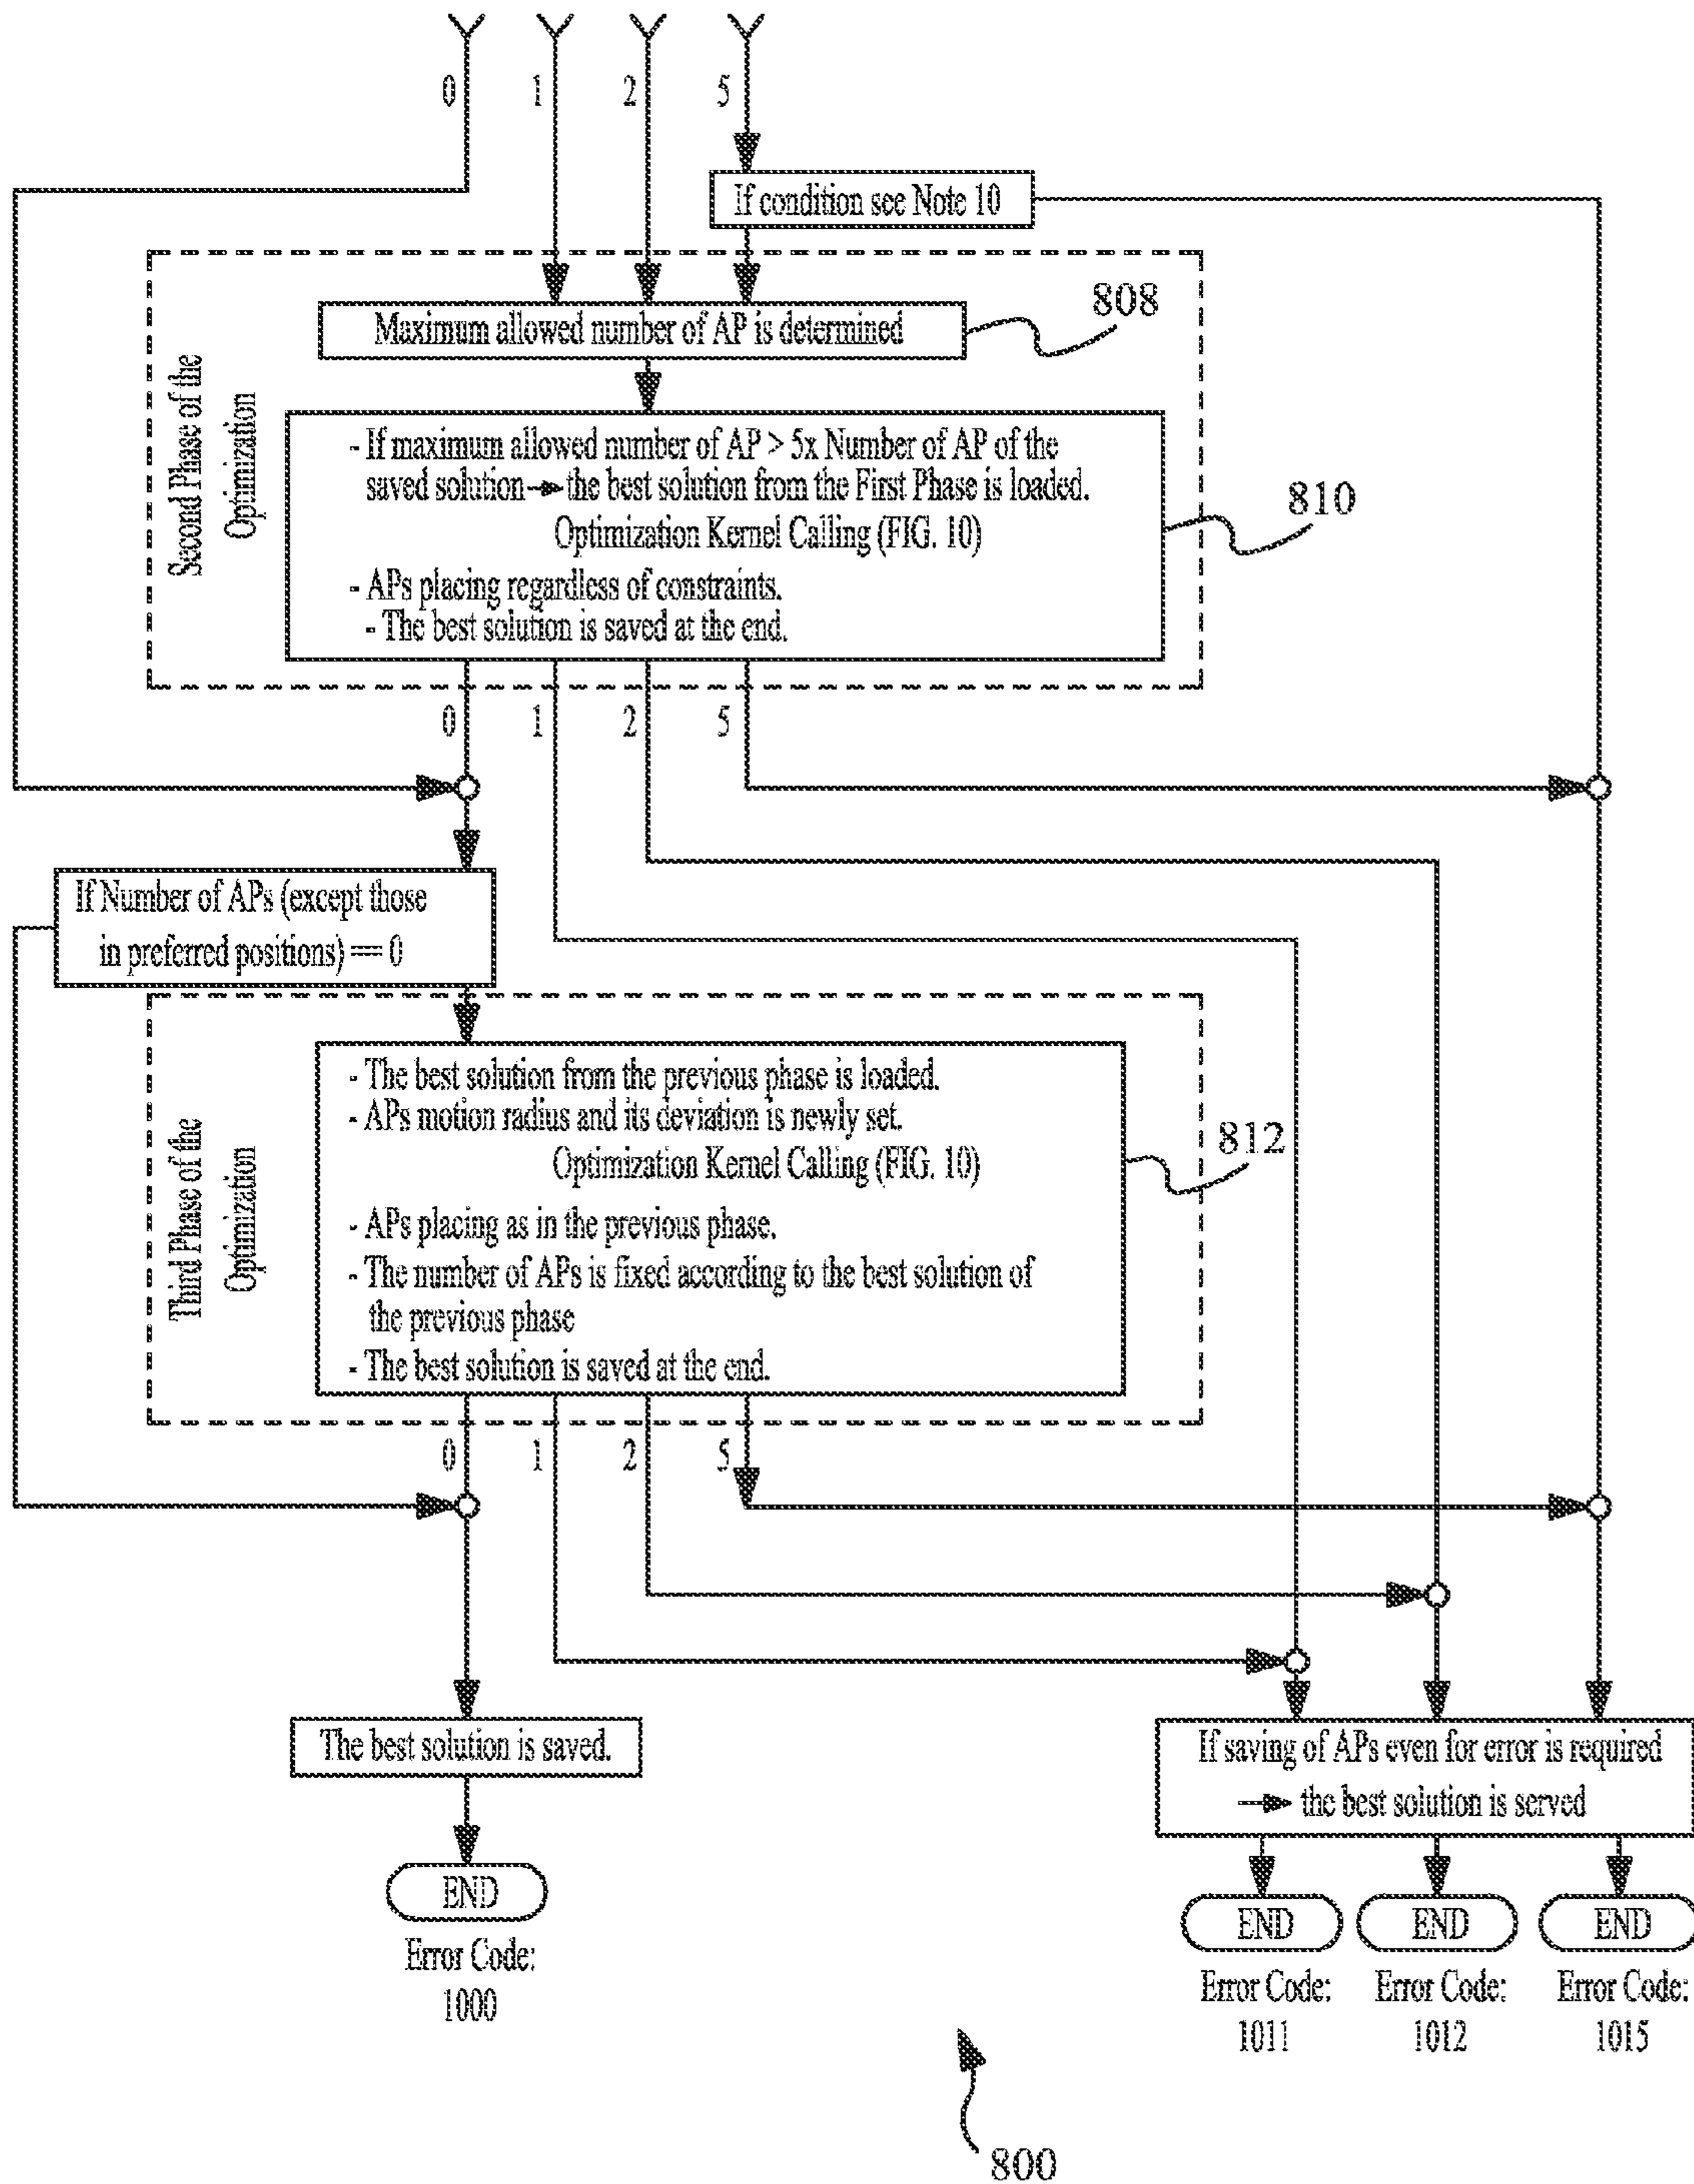 0 1 2 5
If condition see Note 10
Second Phase of the
Optimization
Maximum allowed number of AP is determined
808
- If maximum allowed number of AP > 5x Number of AP of the
saved solution → the best solution from the First Phase is loaded.
Optimization Kernel Calling (FIG. 10)
- APs placing regardless of constraints.
- The best solution is saved at the end.
810
0 1 2 5
If Number of APs (except those
in preferred positions) == 0
Third Phase of the
Optimization
- The best solution from the previous phase is loaded.
- APs motion radius and its deviation is newly set.
Optimization Kernel Calling (FIG. 10)
- APs placing as in the previous phase.
- The number of APs is fixed according to the best solution of
the previous phase
- The best solution is saved at the end.
812
0 1 2 5
The best solution is saved.
END
Error Code:
1000
If saving of APs even for error is required
→ the best solution is served
END
Error Code:
1011
END
Error Code:
1012
END
Error Code:
1015
800